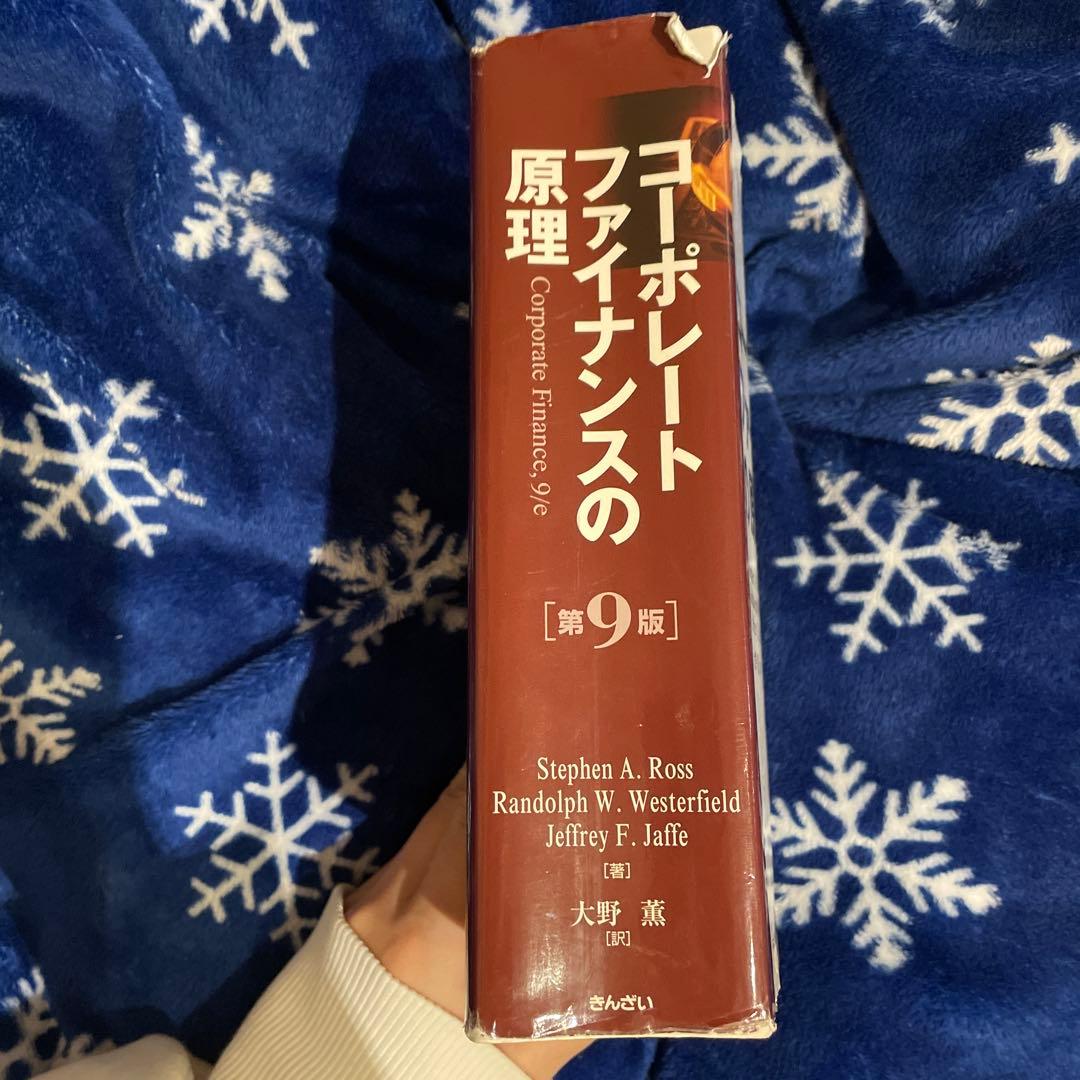 コーポレート
ファイナンスの
原理
Corporate Finance, 9/e
[第9版]
Stephen A. Ross
Randolph W. Westerfield
Jeffrey F. Jaffe
[著]
大野 薫
[訳]
きんざい